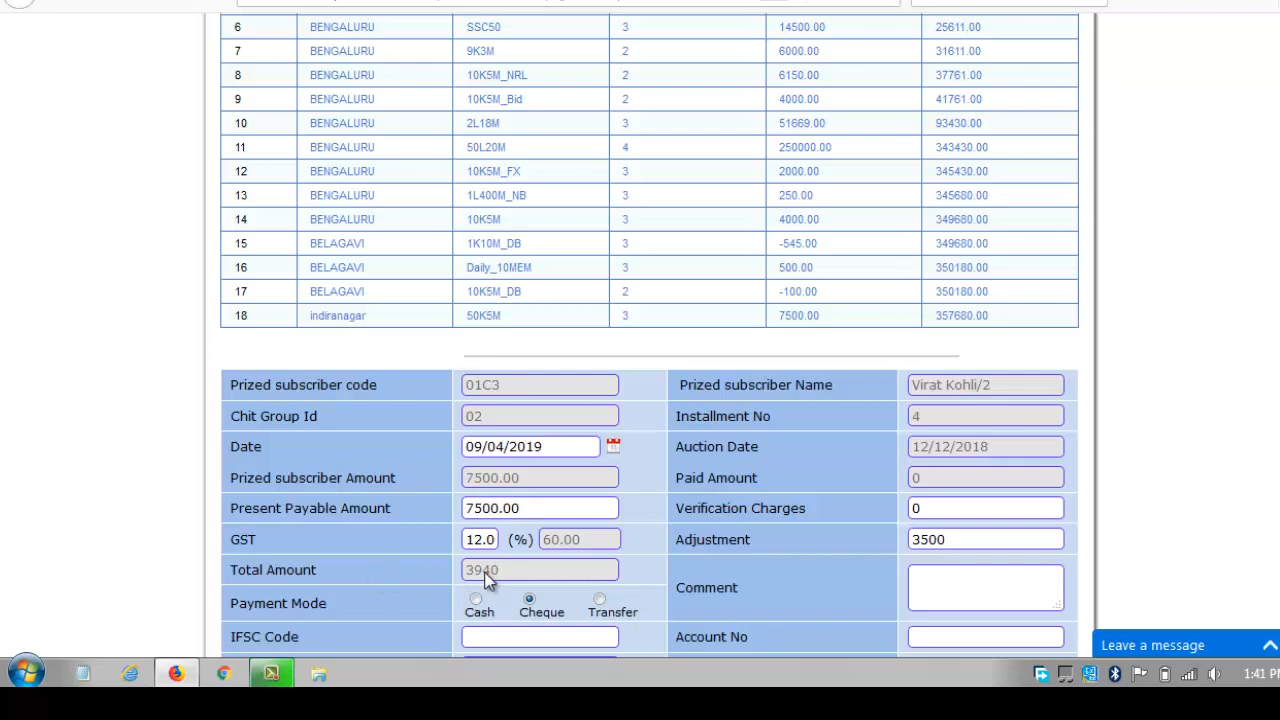 6 BENGALURU SSC50 3 14500.00 25611.00
7 BENGALURU 9K3M 2 6000.00 31611.00
8 BENGALURU 10K5M_NRL 2 6150.00 37761.00
9 BENGALURU 10K5M_Bid 2 4000.00 41761.00
10 BENGALURU 2L18M 3 51669.00 93430.00
11 BENGALURU 50L20M 4 250000.00 343430.00
12 BENGALURU 10K5M_FX 3 2000.00 345430.00
13 BENGALURU 1L400M_NB 3 250.00 345680.00
14 BENGALURU 10K5M 3 4000.00 349680.00
15 BELAGAVI 1K10M_DB 3 -545.00 349680.00
16 BELAGAVI Daily_10MEM 3 500.00 350180.00
17 BELAGAVI 10K5M_DB 2 -100.00 350180.00
18 indiranagar 50K5M 3 7500.00 357680.00
Prized subscriber code 01C3 Prized subscriber Name Virat Kohli/2
Chit Group Id 02 Installment No 4
Date 09/04/2019 Auction Date 12/12/2018
Prized subscriber Amount 7500.00 Paid Amount 0
Present Payable Amount 7500.00 Verification Charges 0
GST 12.0 (%) 60.00 Adjustment 3500
Total Amount 3940 Comment
Payment Mode Cash Cheque Transfer
IFSC Code Account No
Leave a message
1:41 PM